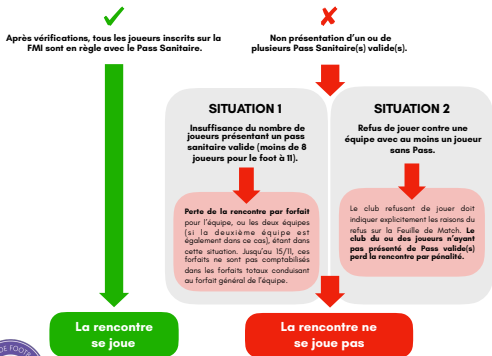 Après vérifications, tous les joueurs inscrits sur la
FMI sont en règle avec le Pass Sanitaire.
Non présentation d'un ou de
plusieurs Pass Sanitaire(s) valide(s).
SITUATION 1
Insuffisance du nombre de
joueurs présentant un pass
sanitaire valide (moins de 8
joueurs pour le foot à 11).
Perte de la rencontre par forfait
pour l'équipe, ou les deux équipes
(si la deuxième équipe est
également dans ce cas), étant dans
cette situation. Jusqu'au 15/11, ces
forfaits ne sont pas comptabilisés
dans les forfaits totaux conduisant
au forfait général de l'équipe.
SITUATION 2
Refus de jouer contre une
équipe avec au moins un joueur
sans Pass.
Le club refusant de jouer doit
indiquer explicitement les raisons du
refus sur la Feuille de Match. Le
club du ou des joueurs n'ayant
pas présenté de Pass valide(s)
perd la rencontre par pénalité.
La rencontre
se joue
La rencontre ne
se joue pas
DE FOOTB